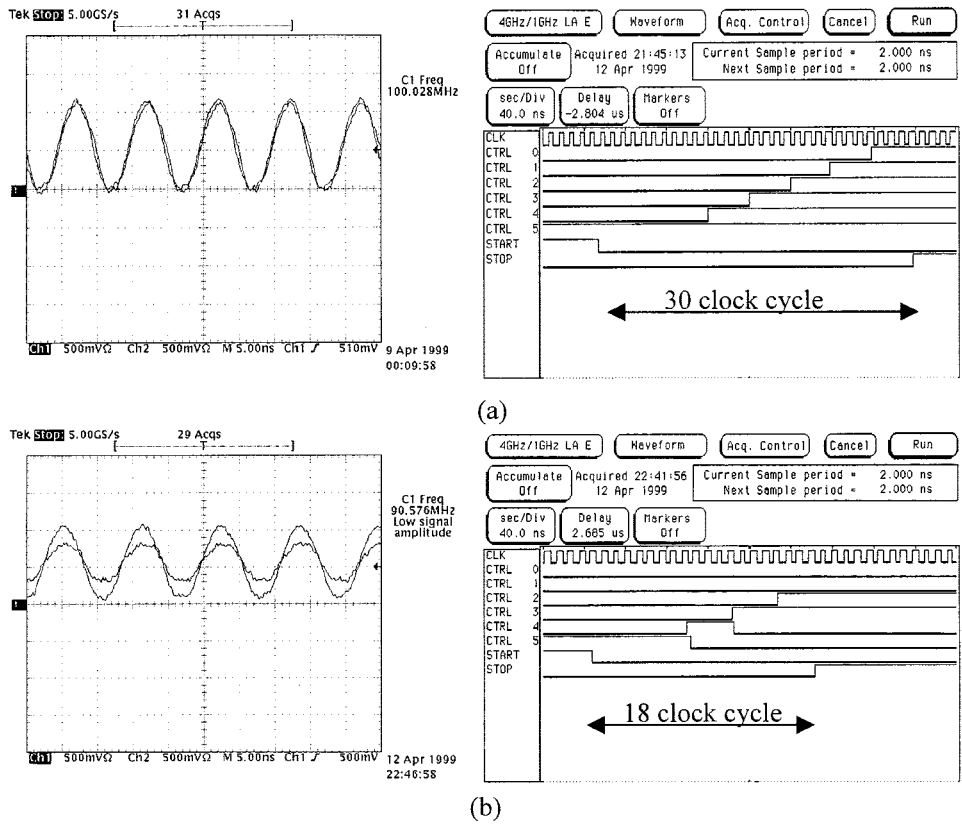 Tek Stop: 5.00GS/s 31 Acqs
C1 Freq
100.028MHz
1
Ch1 500mVΩ Ch2 500mVΩ M 5.00ns Ch1 ʃ 510mV
9 Apr 1999
00:09:58
4GHz/1GHz LA E Waveform Acq. Control Cancel Run
Accumulate
Off
Acquired 21:45:13
12 Apr 1999
Current Sample period = 2.000 ns
Next Sample period = 2.000 ns
sec/Div
40.0 ns
Delay
-2.804 us
Markers
Off
CLK
CTRL 0
CTRL 1
CTRL 2
CTRL 3
CTRL 4
CTRL 5
START
STOP
30 clock cycle
(a)
Tek Stop: 5.00GS/s 29 Acqs
C1 Freq
90.576MHz
Low signal
amplitude
1
Ch1 500mVΩ Ch2 500mVΩ M 5.00ns Ch1 ʃ 500mV
12 Apr 1999
22:46:58
4GHz/1GHz LA E Waveform Acq. Control Cancel Run
Accumulate
Off
Acquired 22:41:56
12 Apr 1999
Current Sample period = 2.000 ns
Next Sample period = 2.000 ns
sec/Div
40.0 ns
Delay
2.685 us
Markers
Off
CLK
CTRL 0
CTRL 1
CTRL 2
CTRL 3
CTRL 4
CTRL 5
START
STOP
18 clock cycle
(b)